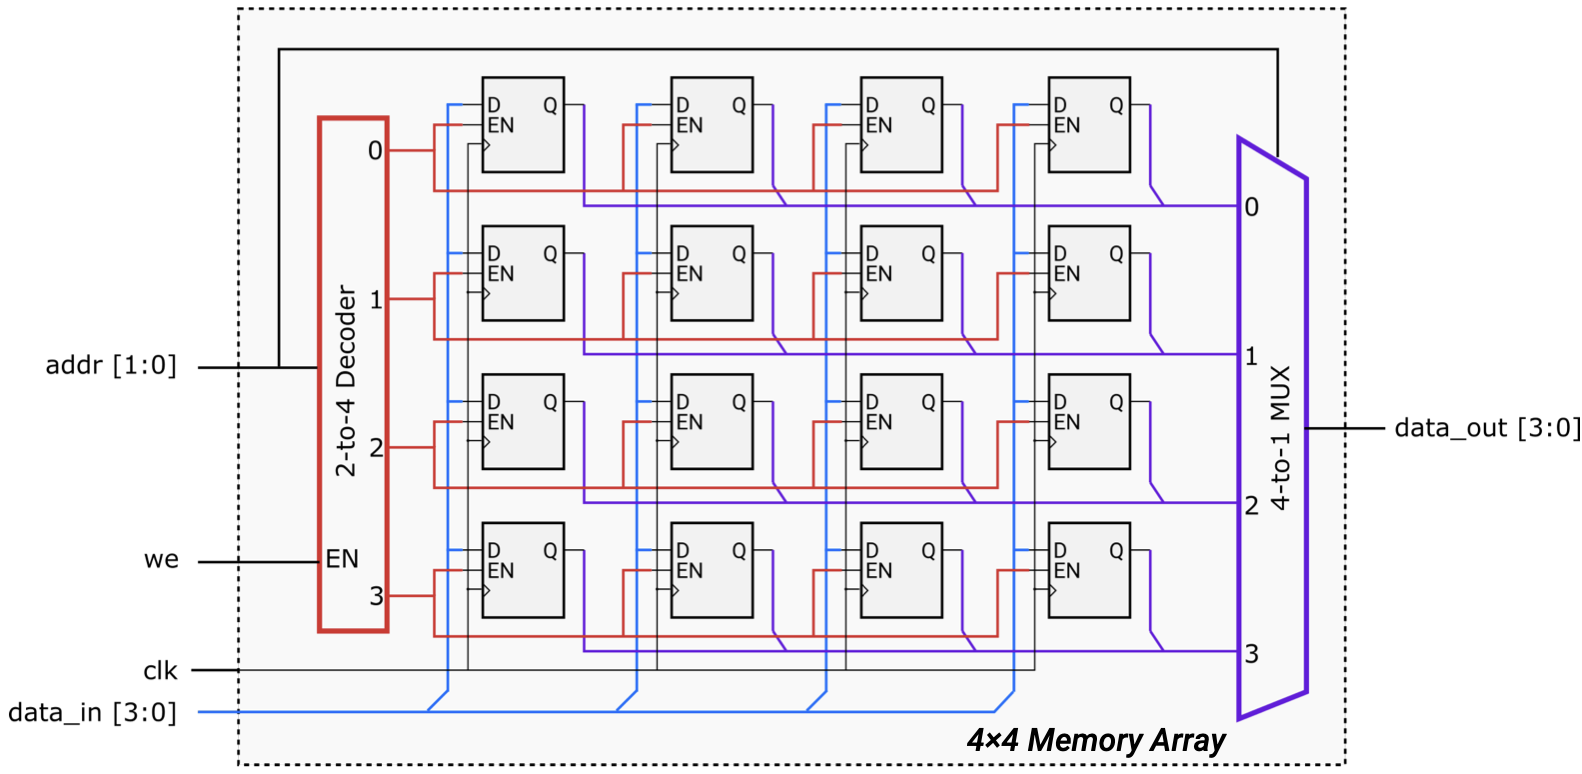 D Q D Q D Q D Q
EN EN EN EN
0
0
D Q D Q D Q D Q
EN EN EN EN
1
1
addr [1:0]
2-to-4 Decoder
D Q D Q D Q D Q
EN EN EN EN
2
2
4-to-1 MUX
data_out [3:0]
we
EN
D Q D Q D Q D Q
EN EN EN EN
3
3
clk
data_in [3:0]
4×4 Memory Array